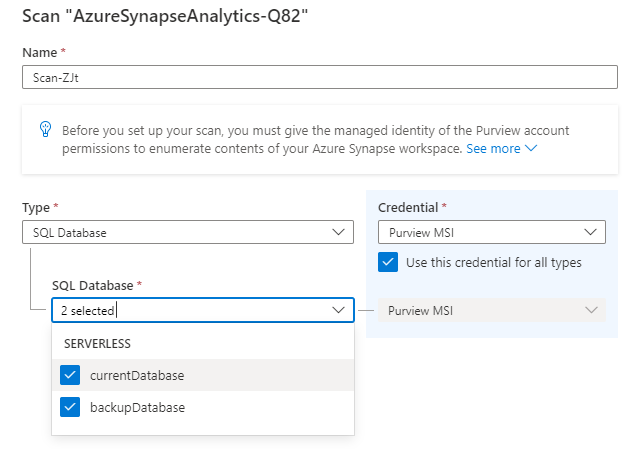 Scan "AzureSynapseAnalytics-Q82"
Name *
Scan-ZJt
Before you set up your scan, you must give the managed identity of the Purview account
permissions to enumerate contents of your Azure Synapse workspace. See more
Type *
SQL Database
Credential *
Purview MSI
Use this credential for all types
SQL Database *
2 selected
Purview MSI
SERVERLESS
currentDatabase
backupDatabase